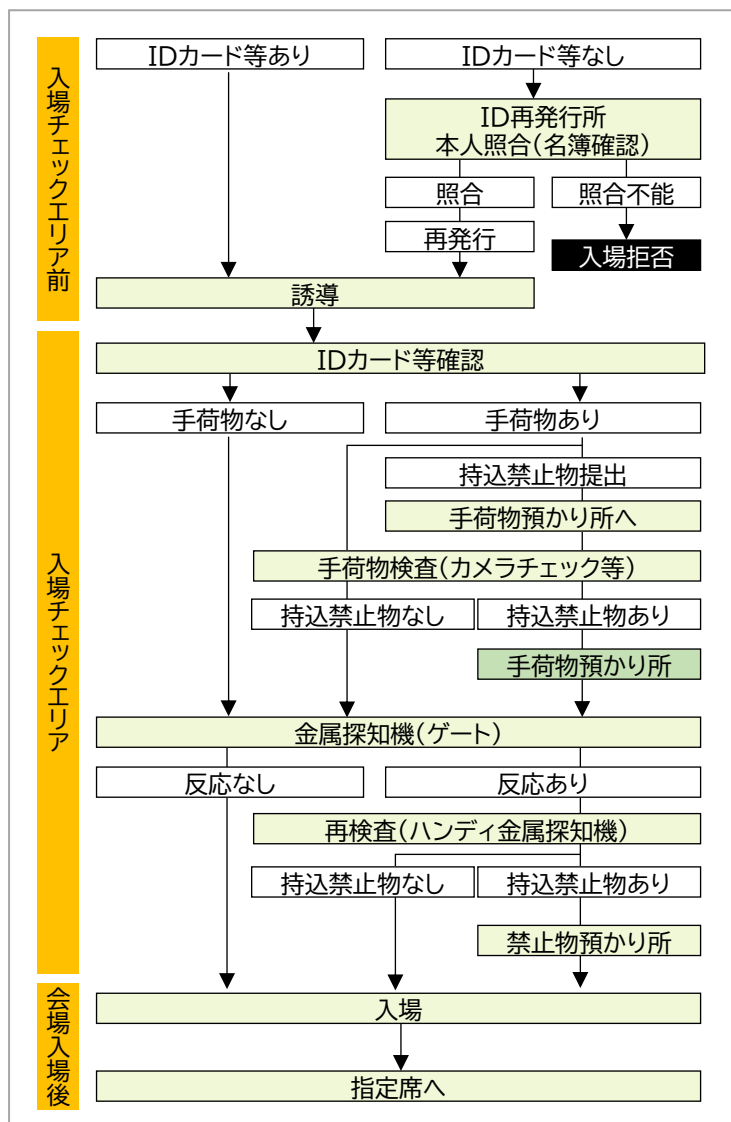 入場チェックエリア前
IDカード等あり
IDカード等なし
ID再発行所
本人照合(名簿確認)
照合
照合不能
再発行
入場拒否
誘導
入場チェックエリア
IDカード等確認
手荷物なし
手荷物あり
持込禁止物提出
手荷物預かり所へ
手荷物検査(カメラチェック等)
持込禁止物なし
持込禁止物あり
手荷物預かり所
金属探知機(ゲート)
反応なし
反応あり
再検査(ハンディ金属探知機)
持込禁止物なし
持込禁止物あり
禁止物預かり所
会場入場後
入場
指定席へ